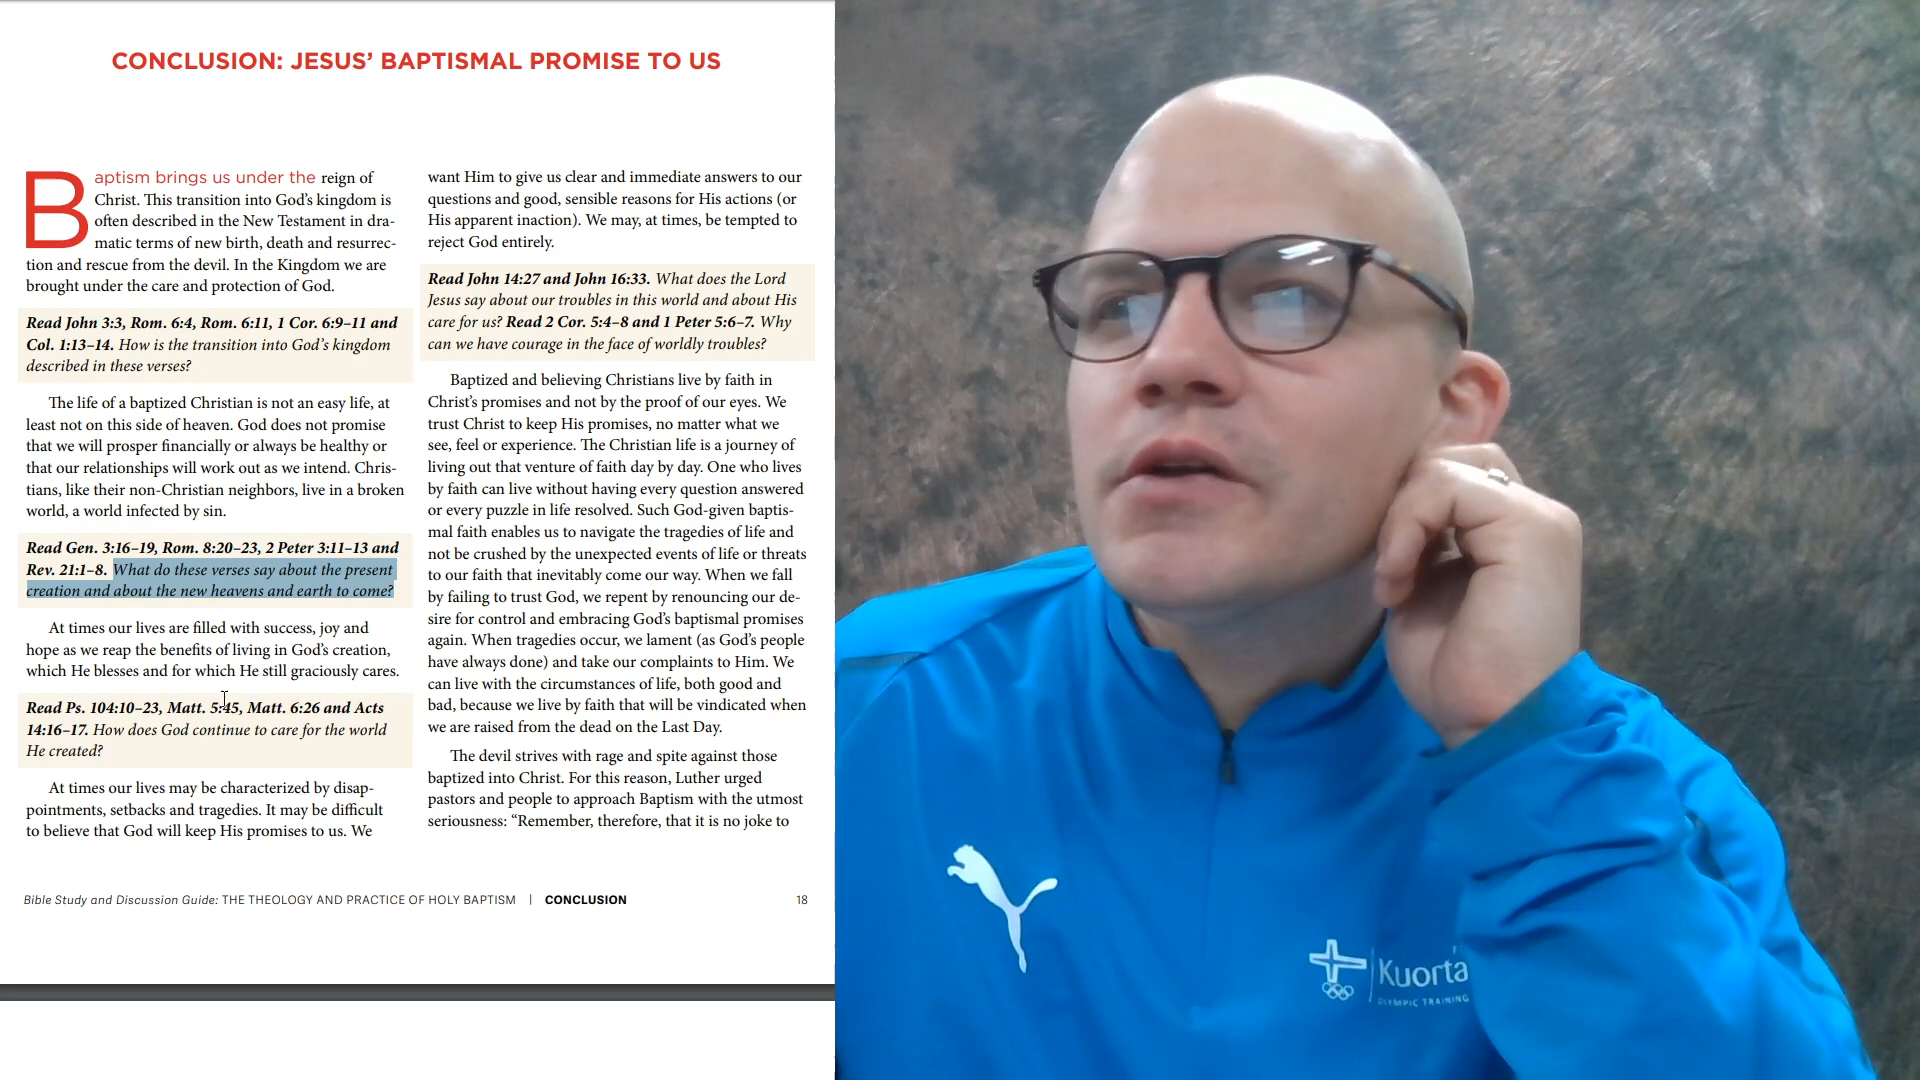 CONCLUSION: JESUS’ BAPTISMAL PROMISE TO US
Baptism brings us under the reign of
Christ. This transition into God’s kingdom is
often described in the New Testament in dra-
matic terms of new birth, death and resurrec-
tion and rescue from the devil. In the Kingdom we are
brought under the care and protection of God.
Read John 3:3, Rom. 6:4, Rom. 6:11, 1 Cor. 6:9–11 and
Col. 1:13–14. How is the transition into God’s kingdom
described in these verses?
The life of a baptized Christian is not an easy life, at
least not on this side of heaven. God does not promise
that we will prosper financially or always be healthy or
that our relationships will work out as we intend. Chris-
tians, like their non-Christian neighbors, live in a broken
world, a world infected by sin.
Read Gen. 3:16–19, Rom. 8:20–23, 2 Peter 3:11–13 and
Rev. 21:1–8. What do these verses say about the present
creation and about the new heavens and earth to come?
At times our lives are filled with success, joy and
hope as we reap the benefits of living in God’s creation,
which He blesses and for which He still graciously cares.
Read Ps. 104:10–23, Matt. 5:45, Matt. 6:26 and Acts
14:16–17. How does God continue to care for the world
He created?
At times our lives may be characterized by disap-
pointments, setbacks and tragedies. It may be difficult
to believe that God will keep His promises to us. We
want Him to give us clear and immediate answers to our
questions and good, sensible reasons for His actions (or
His apparent inaction). We may, at times, be tempted to
reject God entirely.
Read John 14:27 and John 16:33. What does the Lord
Jesus say about our troubles in this world and about His
care for us? Read 2 Cor. 5:4–8 and 1 Peter 5:6–7. Why
can we have courage in the face of worldly troubles?
Baptized and believing Christians live by faith in
Christ’s promises and not by the proof of our eyes. We
trust Christ to keep His promises, no matter what we
see, feel or experience. The Christian life is a journey of
living out that venture of faith day by day. One who lives
by faith can live without having every question answered
or every puzzle in life resolved. Such God-given baptis-
mal faith enables us to navigate the tragedies of life and
not be crushed by the unexpected events of life or threats
to our faith that inevitably come our way. When we fall
by failing to trust God, we repent by renouncing our de-
sire for control and embracing God’s baptismal promises
again. When tragedies occur, we lament (as God’s people
have always done) and take our complaints to Him. We
can live with the circumstances of life, both good and
bad, because we live by faith that will be vindicated when
we are raised from the dead on the Last Day.
The devil strives with rage and spite against those
baptized into Christ. For this reason, Luther urged
pastors and people to approach Baptism with the utmost
seriousness: “Remember, therefore, that it is no joke to
Bible Study and Discussion Guide: THE THEOLOGY AND PRACTICE OF HOLY BAPTISM | CONCLUSION 18
Kuorta
OLYMPIC TRAINING